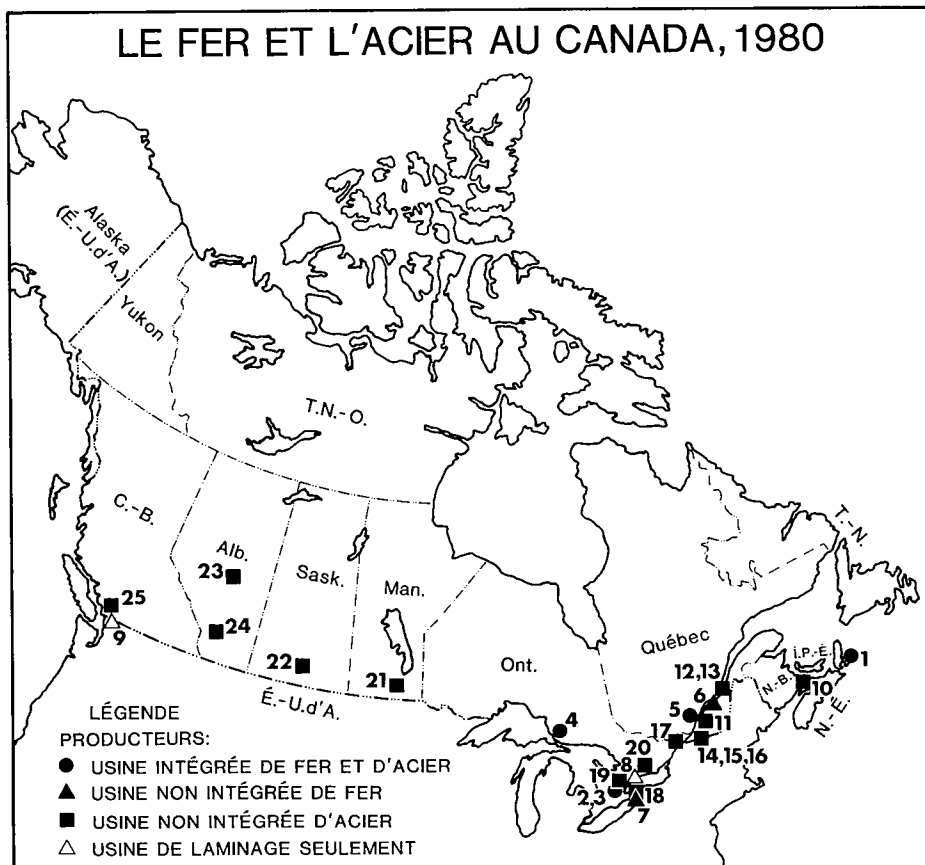 LE FER ET L'ACIER AU CANADA, 1980
Alaska
(É.-U.d'A.)
Yukon
T.N.-O.
C.-B.
Alb.
Sask.
Man.
Ont.
Québec
T.-N.
Î.P.-É.
N.-B.
N.-É.
É.-U.d'A.
23
24
25
9
22
21
4
12,13
6
5
11
17
14,15,16
20
8
19
2,3
18
7
10
1
LÉGENDE
PRODUCTEURS:
USINE INTÉGRÉE DE FER ET D'ACIER
USINE NON INTÉGRÉE DE FER
USINE NON INTÉGRÉE D'ACIER
USINE DE LAMINAGE SEULEMENT